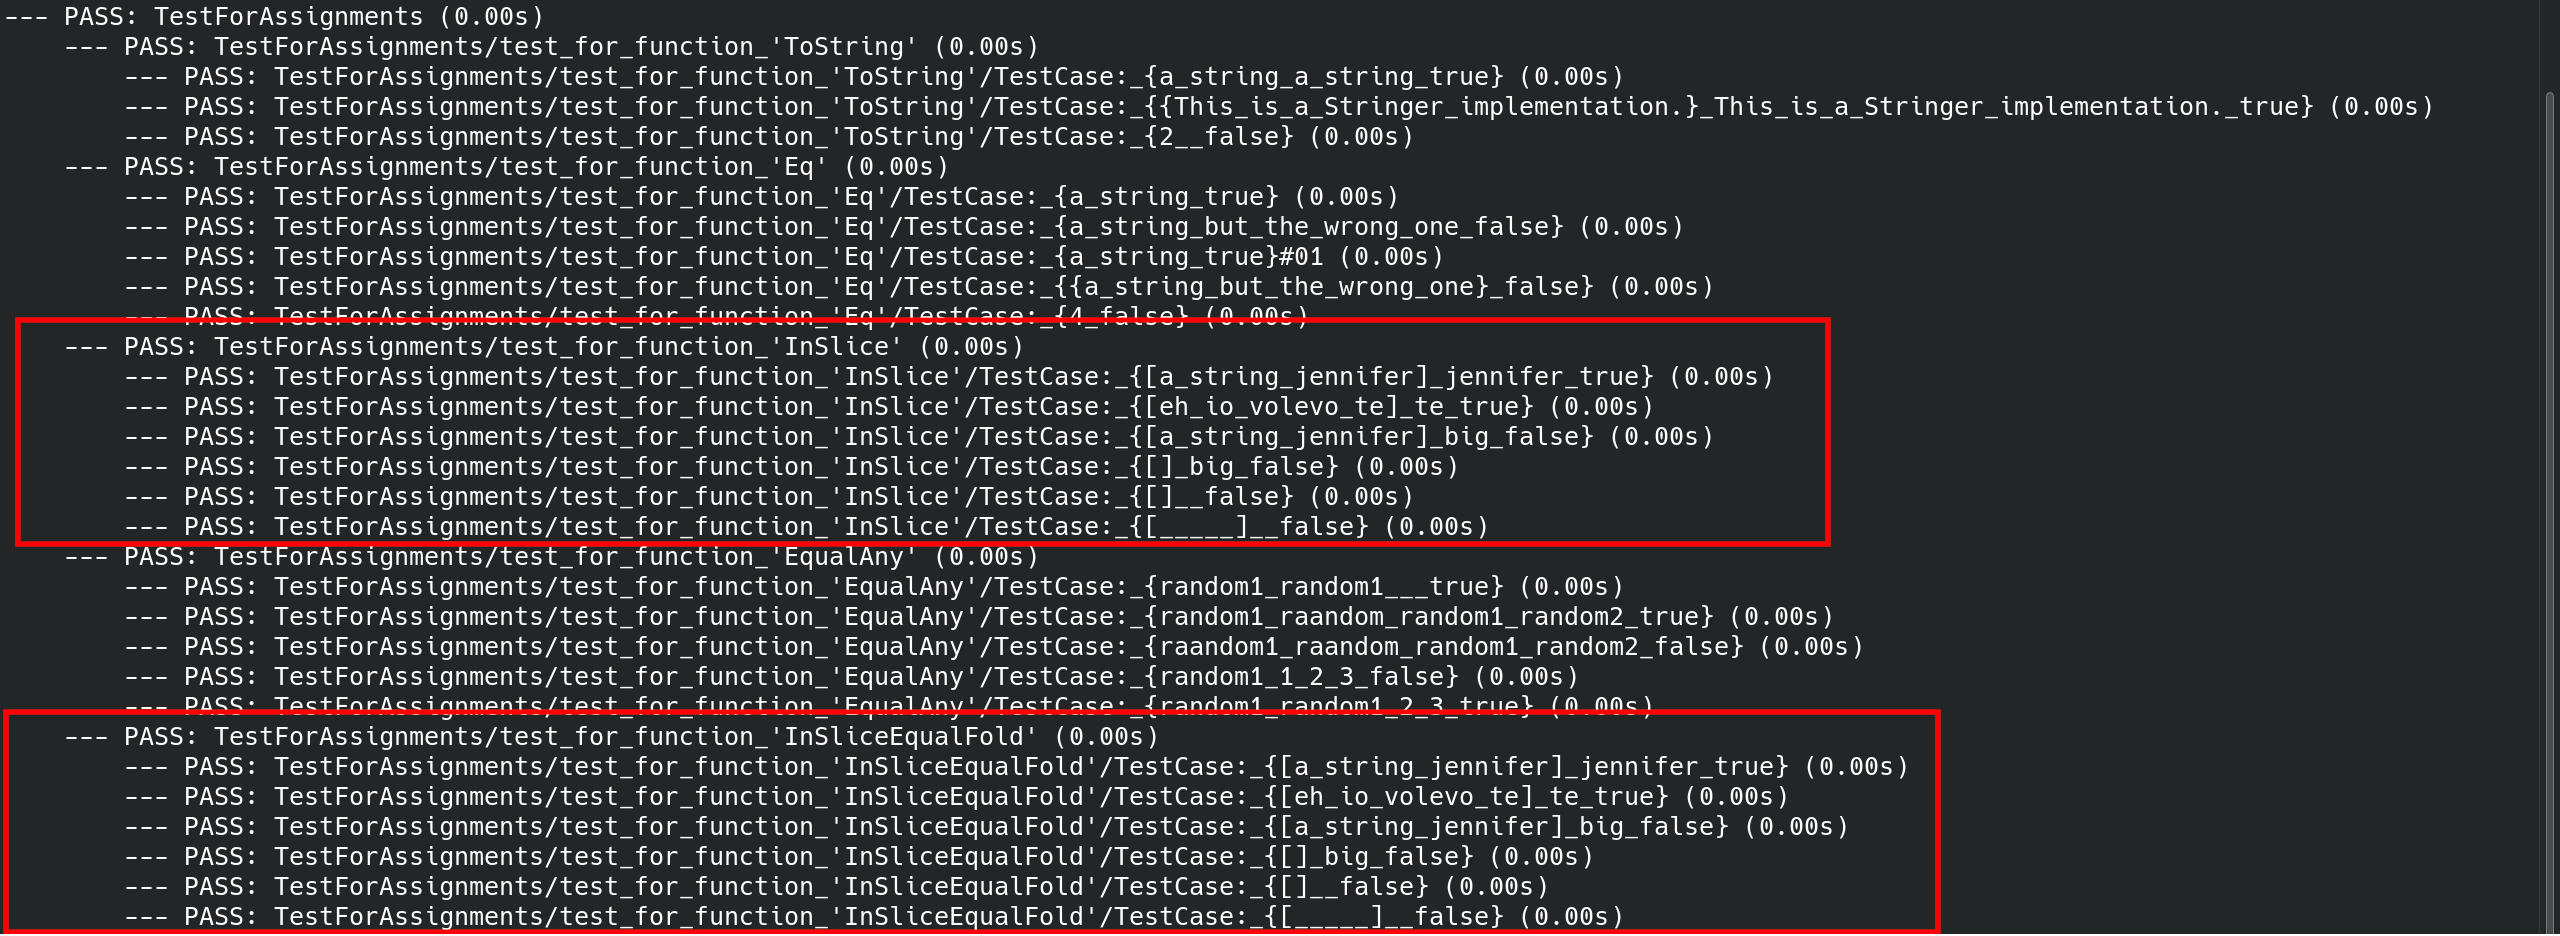 --- PASS: TestForAssignments (0.00s)
--- PASS: TestForAssignments/test_for_function_'ToString' (0.00s)
--- PASS: TestForAssignments/test_for_function_'ToString'/TestCase:_{a_string_a_string_true} (0.00s)
--- PASS: TestForAssignments/test_for_function_'ToString'/TestCase:_{{This_is_a_Stringer_implementation.}_This_is_a_Stringer_implementation._true} (0.00s)
--- PASS: TestForAssignments/test_for_function_'ToString'/TestCase:_{2__false} (0.00s)
--- PASS: TestForAssignments/test_for_function_'Eq' (0.00s)
--- PASS: TestForAssignments/test_for_function_'Eq'/TestCase:_{a_string_true} (0.00s)
--- PASS: TestForAssignments/test_for_function_'Eq'/TestCase:_{a_string_but_the_wrong_one_false} (0.00s)
--- PASS: TestForAssignments/test_for_function_'Eq'/TestCase:_{a_string_true}#01 (0.00s)
--- PASS: TestForAssignments/test_for_function_'Eq'/TestCase:_{{a_string_but_the_wrong_one}_false} (0.00s)
--- PASS: TestForAssignments/test_for_function_'Eq'/TestCase:_{4_false} (0.00s)
--- PASS: TestForAssignments/test_for_function_'InSlice' (0.00s)
--- PASS: TestForAssignments/test_for_function_'InSlice'/TestCase:_{[a_string_jennifer]_jennifer_true} (0.00s)
--- PASS: TestForAssignments/test_for_function_'InSlice'/TestCase:_{[eh_io_volevo_te]_te_true} (0.00s)
--- PASS: TestForAssignments/test_for_function_'InSlice'/TestCase:_{[a_string_jennifer]_big_false} (0.00s)
--- PASS: TestForAssignments/test_for_function_'InSlice'/TestCase:_{[]_big_false} (0.00s)
--- PASS: TestForAssignments/test_for_function_'InSlice'/TestCase:_{[]__false} (0.00s)
--- PASS: TestForAssignments/test_for_function_'InSlice'/TestCase:_{[_____]__false} (0.00s)
--- PASS: TestForAssignments/test_for_function_'EqualAny' (0.00s)
--- PASS: TestForAssignments/test_for_function_'EqualAny'/TestCase:_{random1_random1___true} (0.00s)
--- PASS: TestForAssignments/test_for_function_'EqualAny'/TestCase:_{random1_raandom_random1_random2_true} (0.00s)
--- PASS: TestForAssignments/test_for_function_'EqualAny'/TestCase:_{raandom1_raandom_random1_random2_false} (0.00s)
--- PASS: TestForAssignments/test_for_function_'EqualAny'/TestCase:_{random1_1_2_3_false} (0.00s)
--- PASS: TestForAssignments/test_for_function_'EqualAny'/TestCase:_{random1_random1_2_3_true} (0.00s)
--- PASS: TestForAssignments/test_for_function_'InSliceEqualFold' (0.00s)
--- PASS: TestForAssignments/test_for_function_'InSliceEqualFold'/TestCase:_{[a_string_jennifer]_jennifer_true} (0.00s)
--- PASS: TestForAssignments/test_for_function_'InSliceEqualFold'/TestCase:_{[eh_io_volevo_te]_te_true} (0.00s)
--- PASS: TestForAssignments/test_for_function_'InSliceEqualFold'/TestCase:_{[a_string_jennifer]_big_false} (0.00s)
--- PASS: TestForAssignments/test_for_function_'InSliceEqualFold'/TestCase:_{[]_big_false} (0.00s)
--- PASS: TestForAssignments/test_for_function_'InSliceEqualFold'/TestCase:_{[]__false} (0.00s)
--- PASS: TestForAssignments/test_for_function_'InSliceEqualFold'/TestCase:_{[_____]__false} (0.00s)